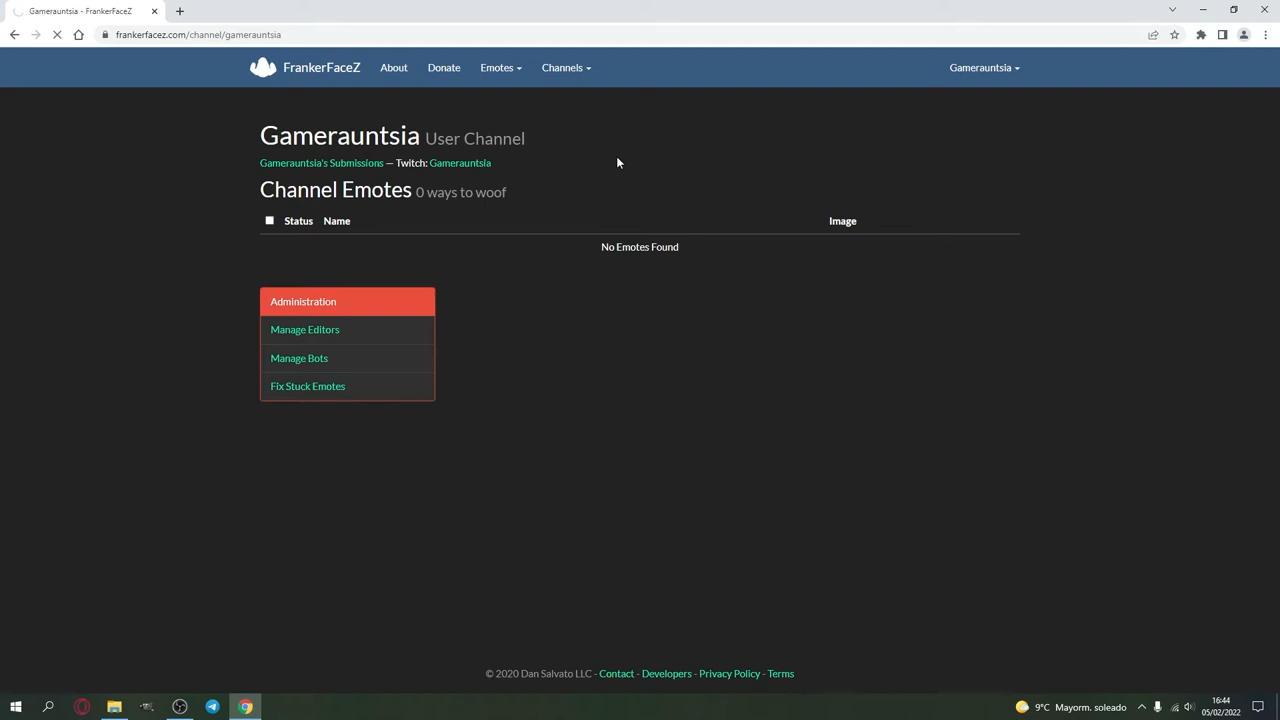 Gamerauntsia - FrankerFaceZ
frankerfacez.com/channel/gamerauntsia
FrankerFaceZ About Donate Emotes Channels Gamerauntsia
Gamerauntsia User Channel
Gamerauntsia's Submissions — Twitch: Gamerauntsia
Channel Emotes 0 ways to woof
Status Name Image
No Emotes Found
Administration
Manage Editors
Manage Bots
Fix Stuck Emotes
© 2020 Dan Salvato LLC - Contact - Developers - Privacy Policy - Terms
9°C Mayorm. soleado
16:44
05/02/2022